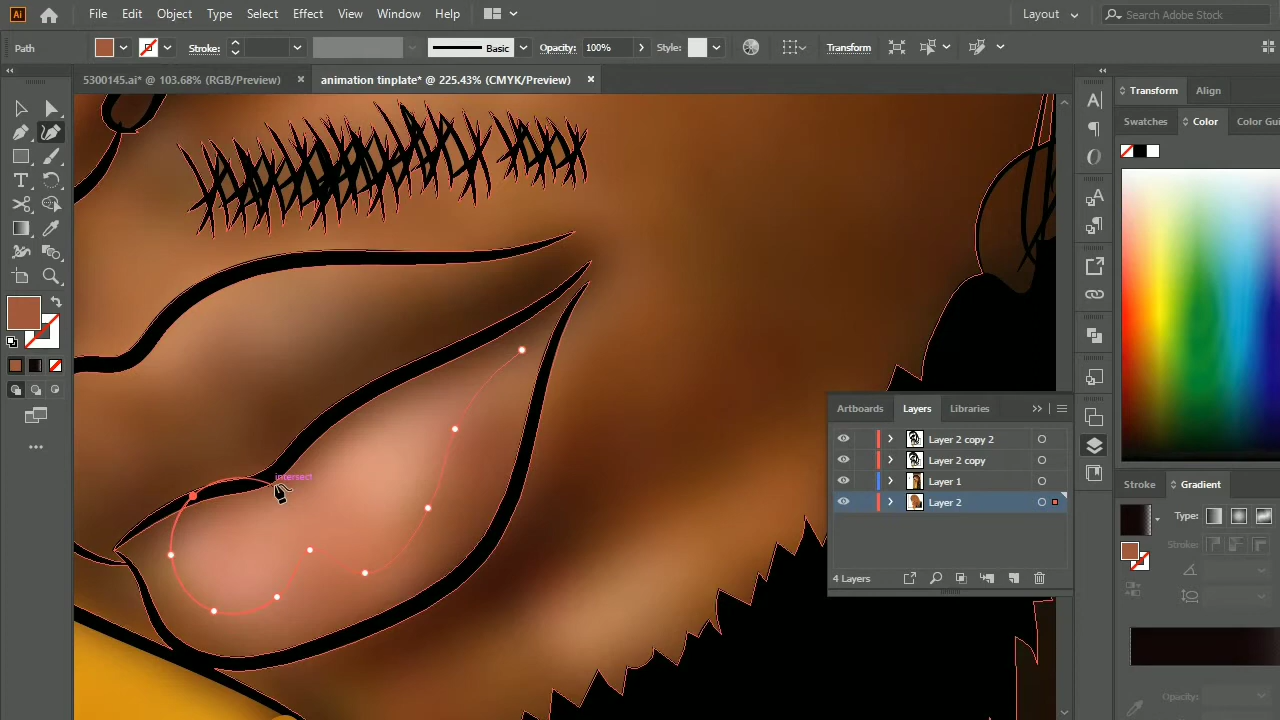 Ai File Edit Object Type Select Effect View Window Help Layout Search Adobe Stock
Path Stroke: Basic Opacity: 100% Style: Transform
5300145.ai* @ 103.68% (RGB/Preview) × animation tinplate* @ 225.43% (CMYK/Preview) ×
Transform Align
Swatches Color Color Gui
intersect
Artboards Layers Libraries
Layer 2 copy 2
Layer 2 copy
Layer 1
Layer 2
4 Layers
Stroke Gradient
Type:
Stroke:
Opacity: